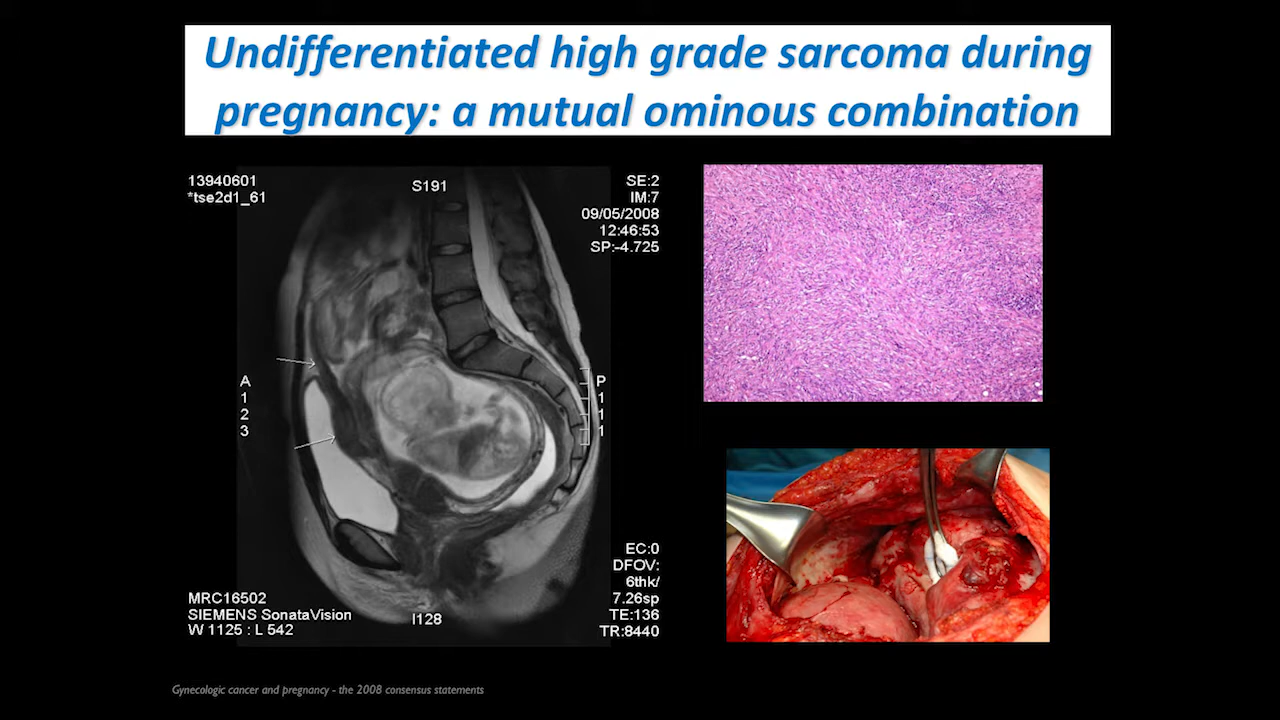 Undifferentiated high grade sarcoma during
pregnancy: a mutual ominous combination
13940601
*tse2d1_61
S191
SE:2
IM:7
09/05/2008
12:46:53
SP:-4.725
A
1
2
3
P
1
1
1
MRC16502
SIEMENS SonataVision
W 1125 : L 542
I128
EC:0
DFOV:
6thk/
7.26sp
TE:136
TR:8440
Gynecologic cancer and pregnancy - the 2008 consensus statements